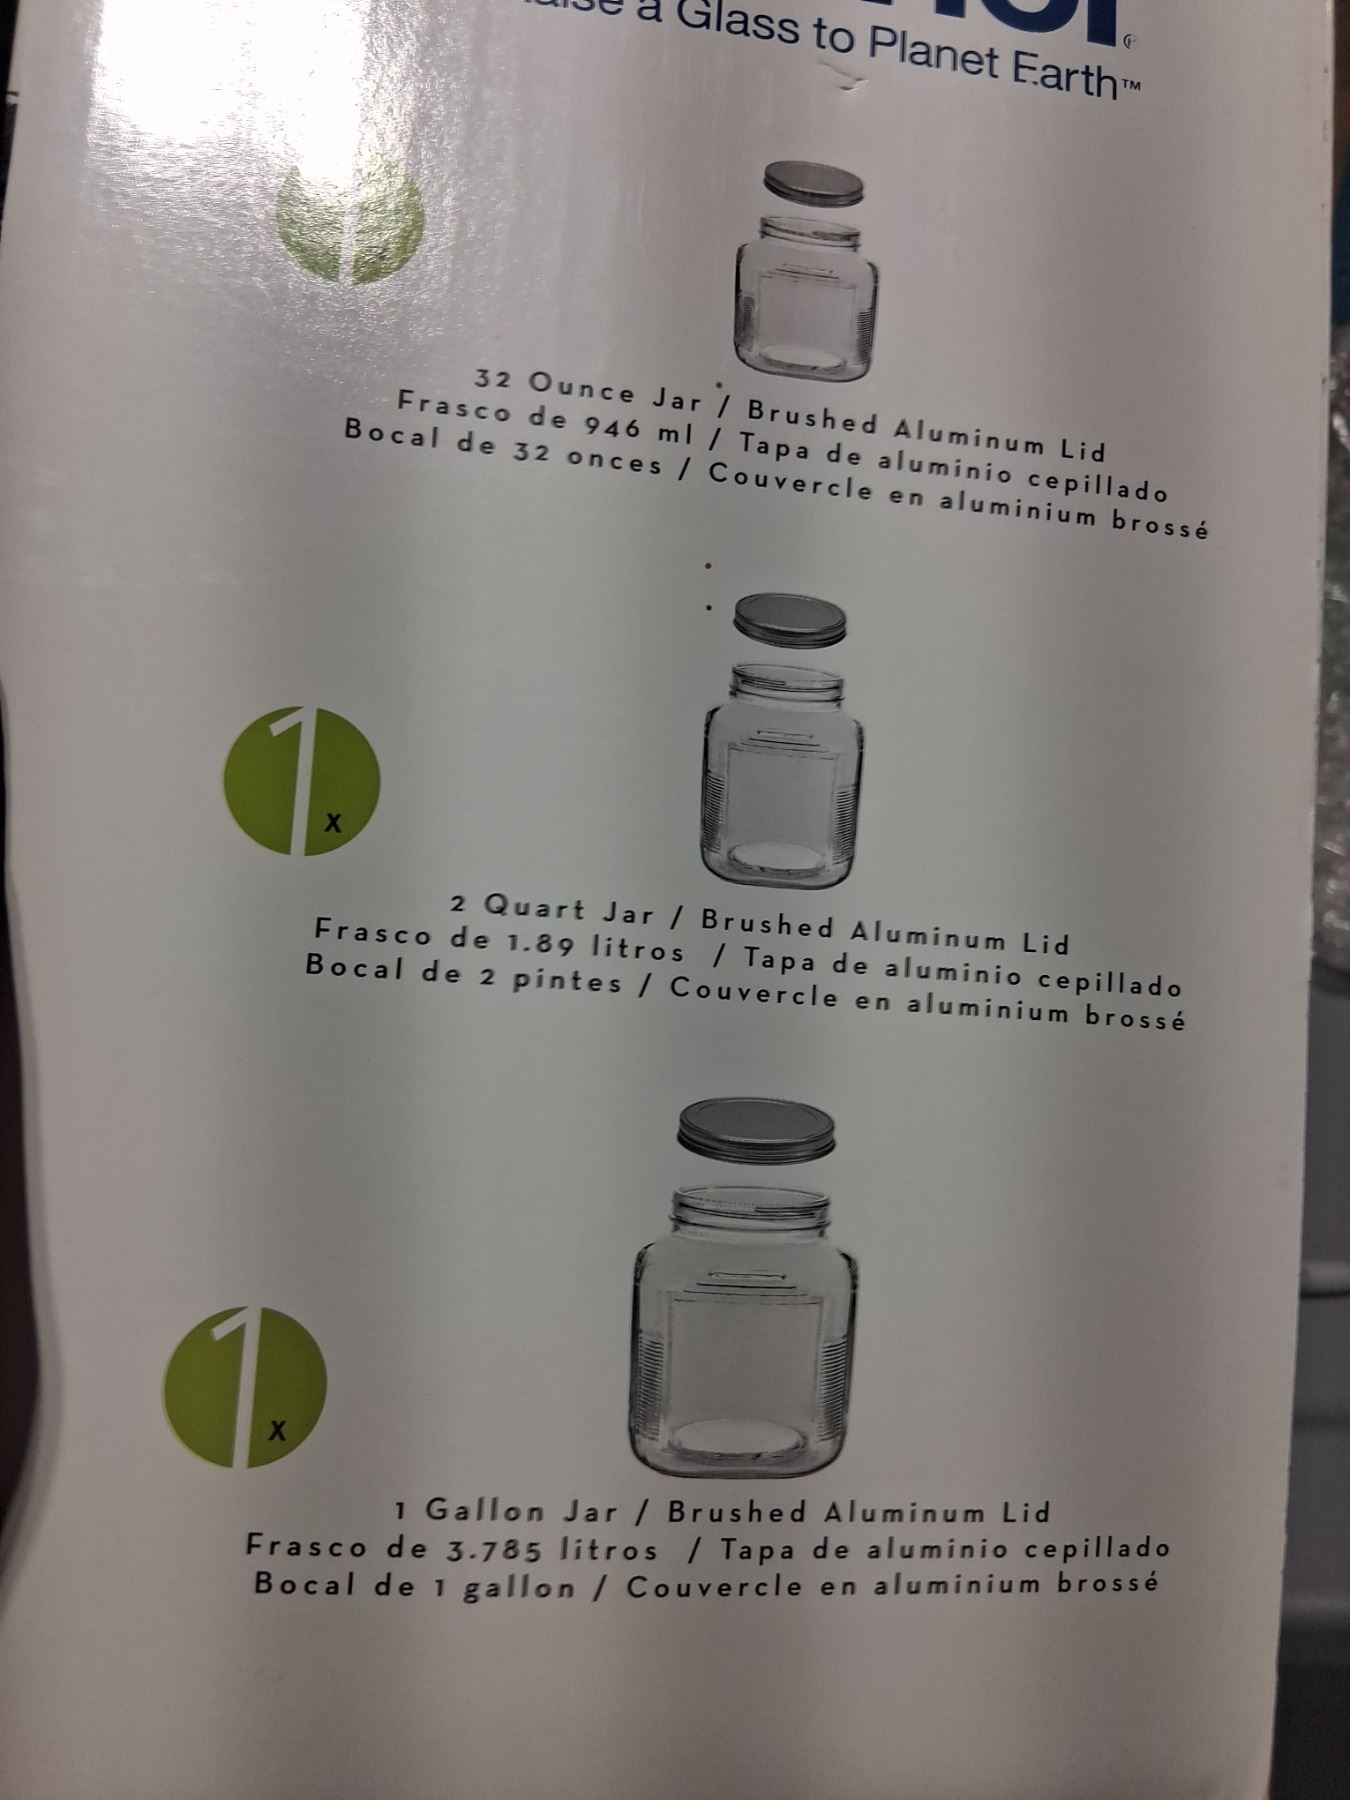 a Glass to Planet Earth™
32 Ounce Jar / Brushed Aluminum Lid
Frasco de 946 ml / Tapa de aluminio cepillado
Bocal de 32 onces / Couvercle en aluminium brossé
1x
2 Quart Jar / Brushed Aluminum Lid
Frasco de 1.89 litros / Tapa de aluminio cepillado
Bocal de 2 pintes / Couvercle en aluminium brossé
1x
1 Gallon Jar / Brushed Aluminum Lid
Frasco de 3.785 litros / Tapa de aluminio cepillado
Bocal de 1 gallon / Couvercle en aluminium brossé